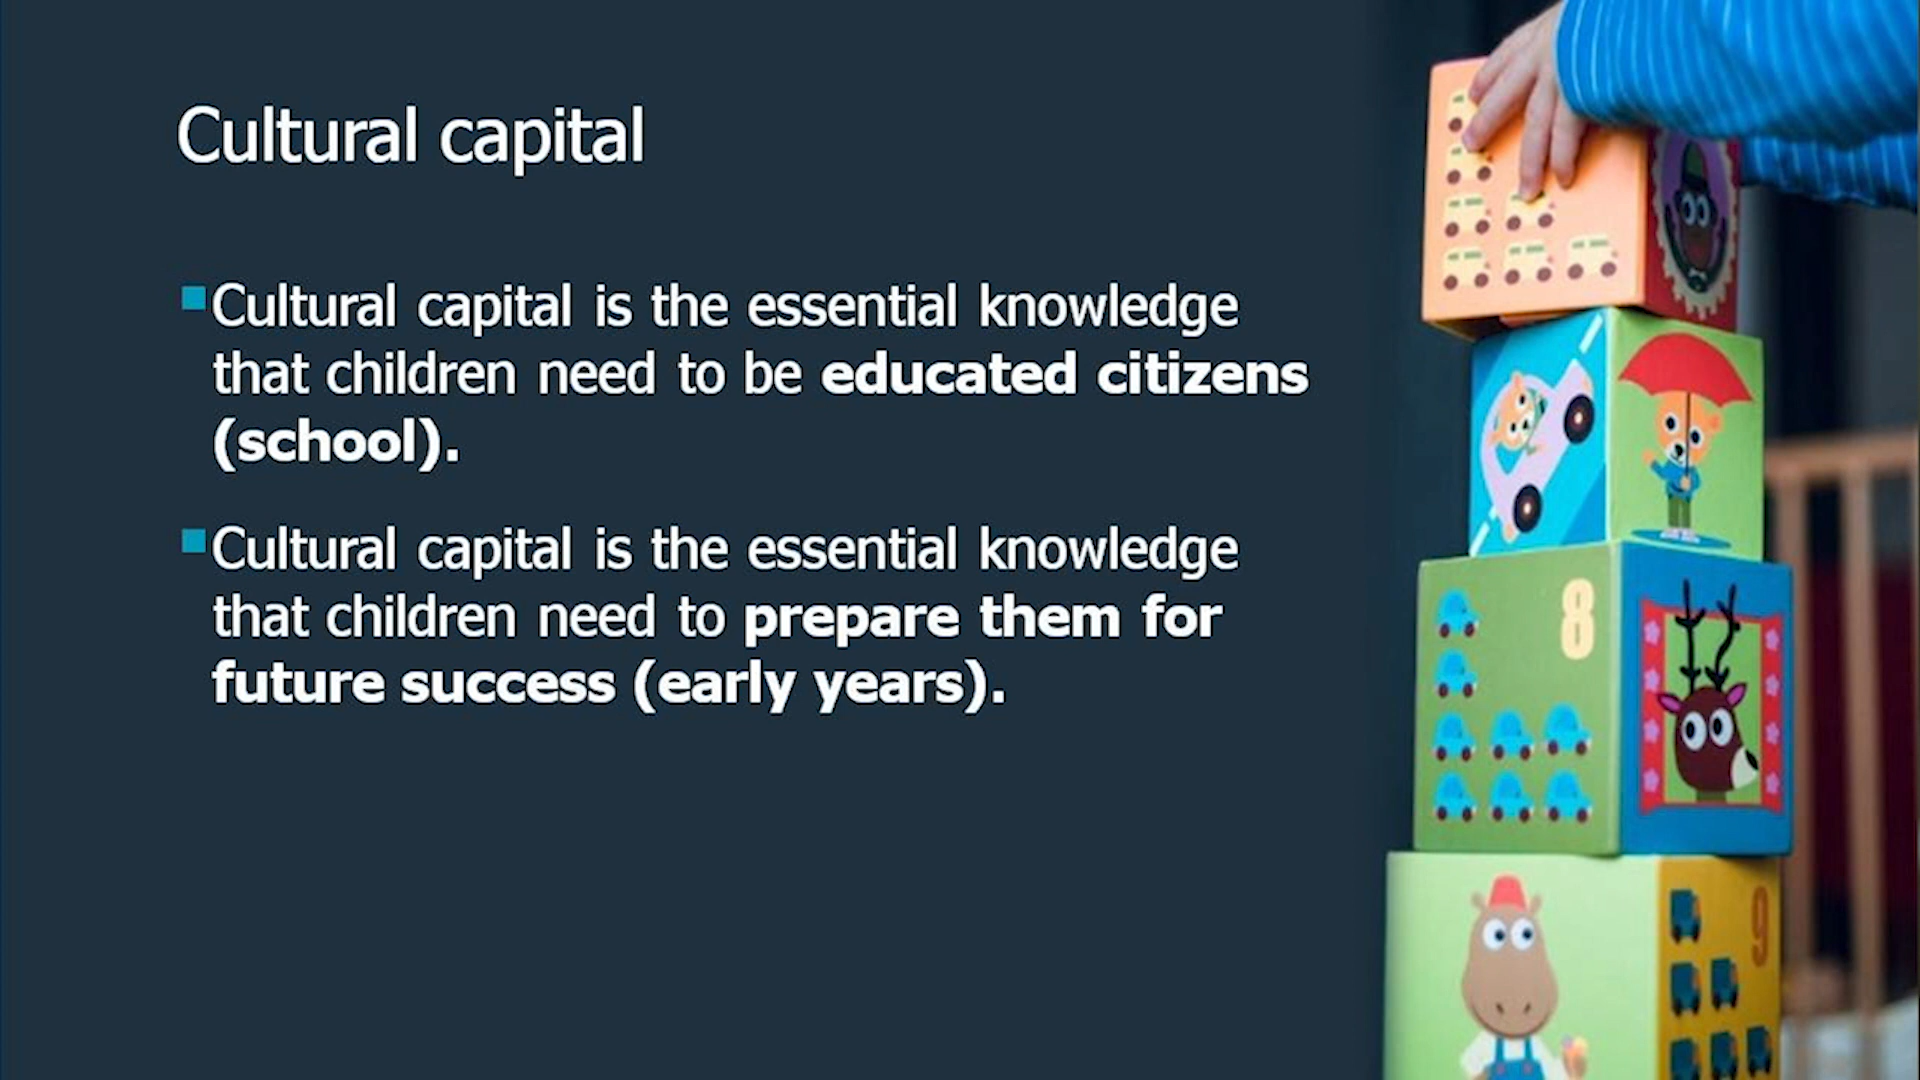 Cultural capital
Cultural capital is the essential knowledge
that children need to be educated citizens
(school).
Cultural capital is the essential knowledge
that children need to prepare them for
future success (early years).
8
9